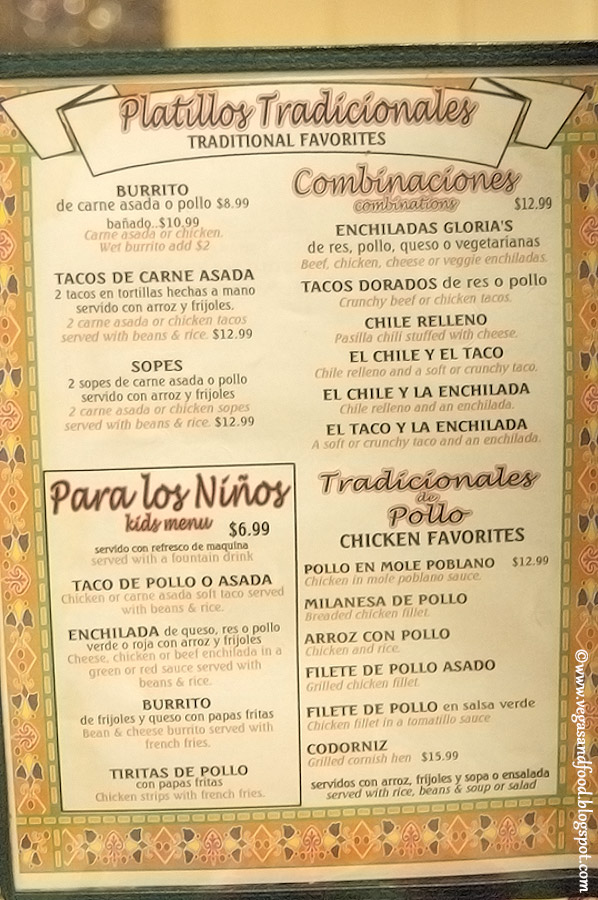 Platillos Tradicionales
TRADITIONAL FAVORITES
BURRITO
de carne asada o pollo $8.99
bañado..$10.99
Carne asada or chicken.
Wet burrito add $2
TACOS DE CARNE ASADA
2 tacos en tortillas hechas a mano
servido con arroz y frijoles.
2 carne asada or chicken tacos
served with beans & rice. $12.99
SOPES
2 sopes de carne asada o pollo
servido con arroz y frijoles
2 carne asada or chicken sopes
served with beans & rice. $12.99
Combinaciones
combinations $12.99
ENCHILADAS GLORIA'S
de res, pollo, queso o vegetarianas
Beef, chicken, cheese or veggie enchiladas.
TACOS DORADOS de res o pollo
Crunchy beef or chicken tacos.
CHILE RELLENO
Pasilla chili stuffed with cheese.
EL CHILE Y EL TACO
Chile relleno and a soft or crunchy taco.
EL CHILE Y LA ENCHILADA
Chile relleno and an enchilada.
EL TACO Y LA ENCHILADA
A soft or crunchy taco and an enchilada.
Para los Niños
kids menu $6.99
servido con refresco de maquina
served with a fountain drink
TACO DE POLLO O ASADA
Chicken or carne asada soft taco served
with beans & rice.
ENCHILADA de queso, res o pollo
verde o roja con arroz y frijoles
Cheese, chicken or beef enchilada in a
green or red sauce served with
beans & rice.
BURRITO
de frijoles y queso con papas fritas
Bean & cheese burrito served with
french fries.
TIRITAS DE POLLO
con papas fritas
Chicken strips with french fries.
Tradicionales
de
Pollo
CHICKEN FAVORITES
POLLO EN MOLE POBLANO $12.99
Chicken in mole poblano sauce.
MILANESA DE POLLO
Breaded chicken fillet.
ARROZ CON POLLO
Chicken and rice.
FILETE DE POLLO ASADO
Grilled chicken fillet.
FILETE DE POLLO en salsa verde
Chicken fillet in a tomatillo sauce
CODORNIZ
Grilled cornish hen $15.99
servidos con arroz, frijoles y sopa o ensalada
served with rice, beans & soup or salad
©www.vegasandfood.blogspot.com